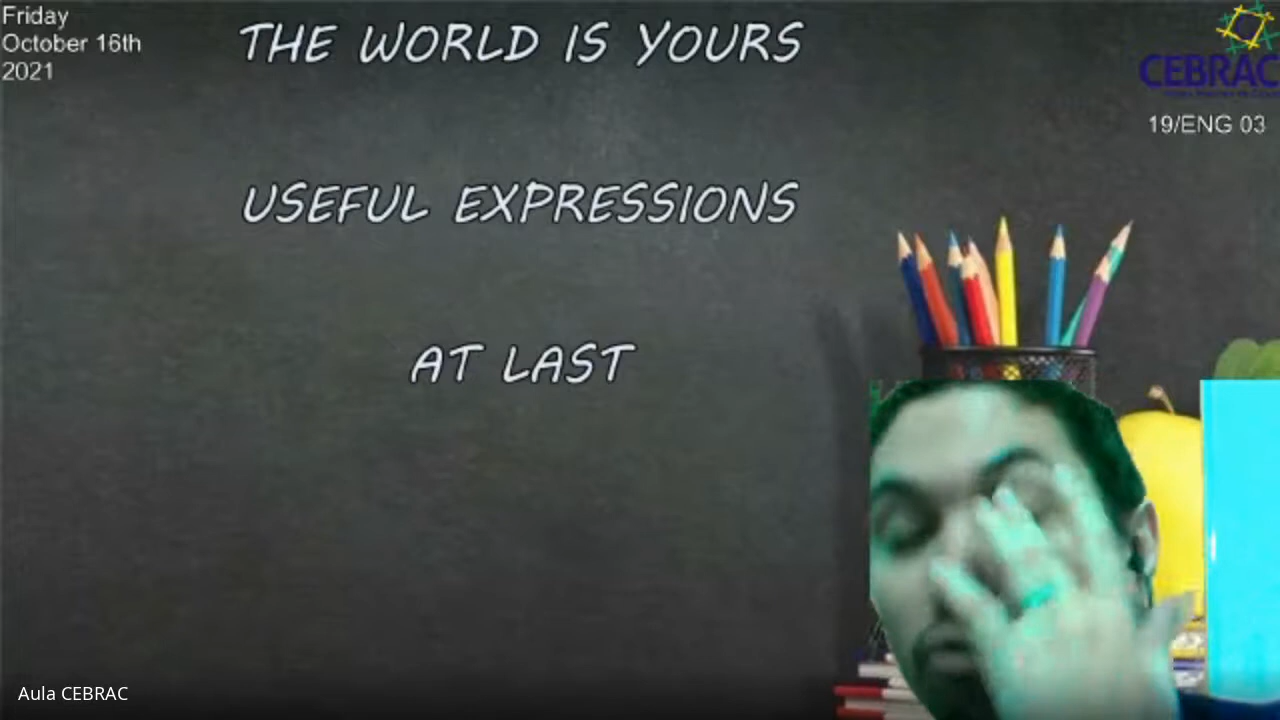 Friday
October 16th
2021
THE WORLD IS YOURS
CEBRAC
19/ENG 03
USEFUL EXPRESSIONS
AT LAST
Aula CEBRAC